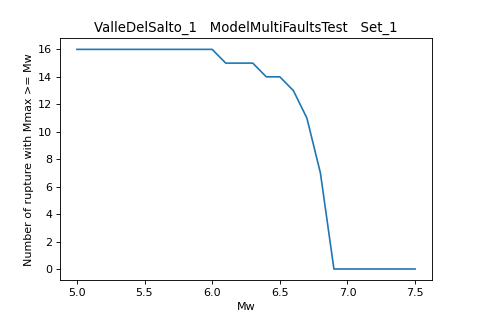 ValleDelSalto_1   ModelMultiFaultsTest   Set_1
Number of rupture with Mmax >= Mw
16
14
12
10
8
6
4
2
0
5.0 5.5 6.0 6.5 7.0 7.5
Mw